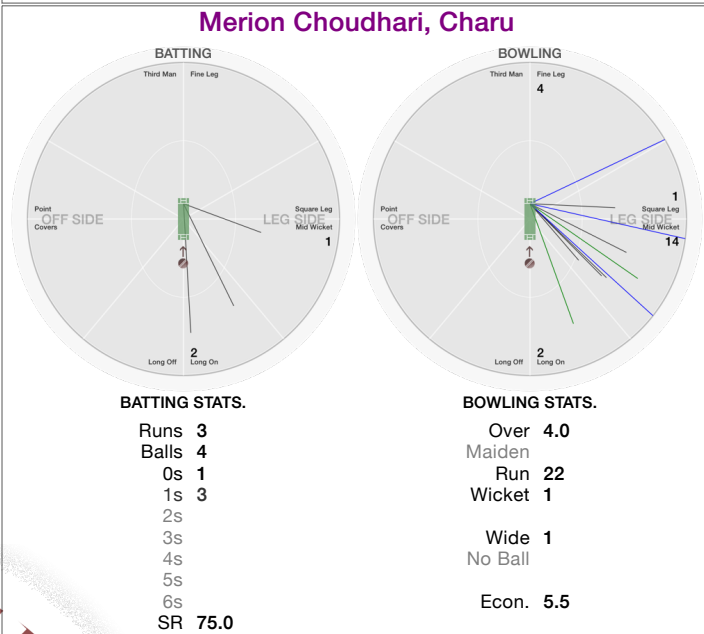 Merion Choudhari, Charu
BATTING
Third Man Fine Leg
Point
OFF SIDE
Covers
Square Leg
LEG SIDE
Mid Wicket
1
2
Long Off Long On
BOWLING
Third Man Fine Leg
4
Point
OFF SIDE
Covers
1
Square Leg
LEG SIDE
Mid Wicket
14
2
Long Off Long On
BATTING STATS.
Runs 3
Balls 4
0s 1
1s 3
2s
3s
4s
5s
6s
SR 75.0
BOWLING STATS.
Over 4.0
Maiden
Run 22
Wicket 1
Wide 1
No Ball
Econ. 5.5